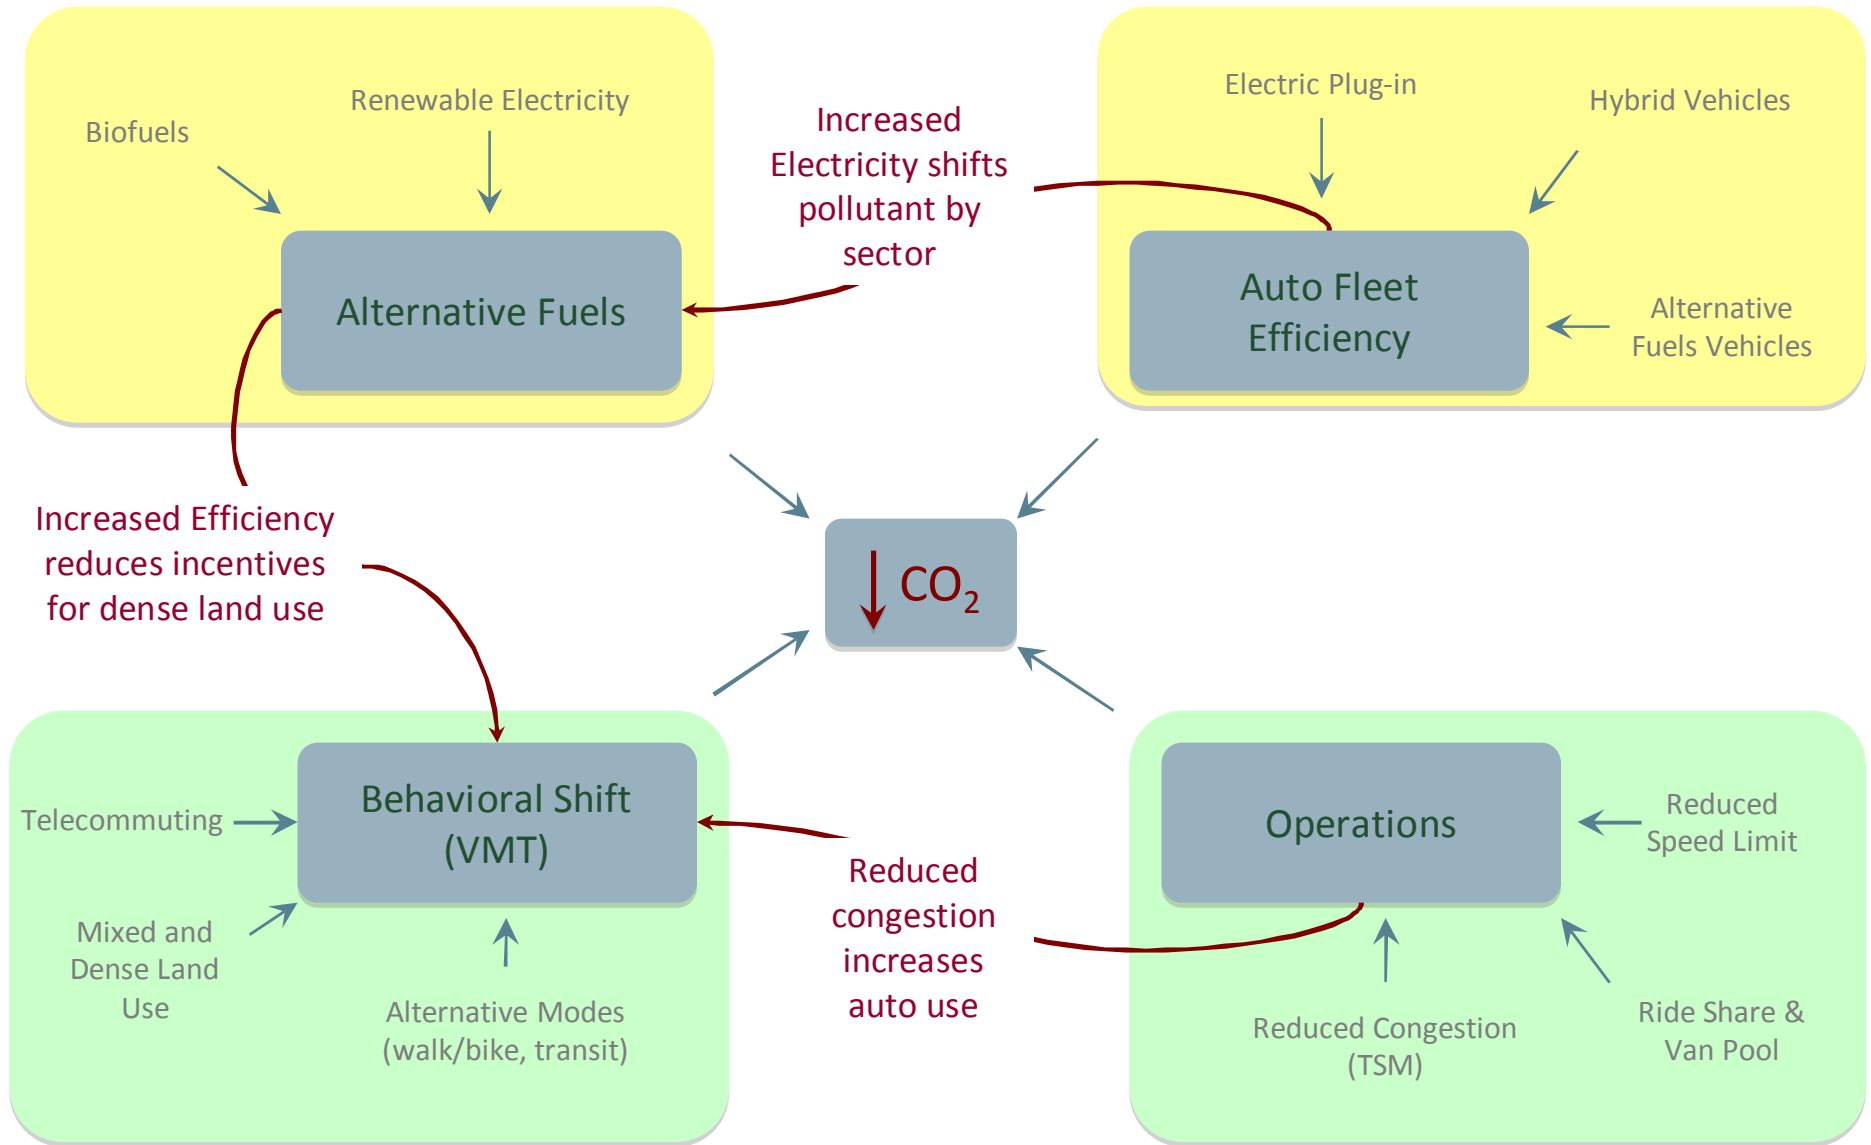 Biofuels
Renewable Electricity
Alternative Fuels
Increased
Electricity shifts
pollutant by
sector
Electric Plug-in
Hybrid Vehicles
Auto Fleet
Efficiency
Alternative
Fuels Vehicles
Increased Efficiency
reduces incentives
for dense land use
CO₂
Telecommuting
Behavioral Shift
(VMT)
Mixed and
Dense Land
Use
Alternative Modes
(walk/bike, transit)
Reduced
congestion
increases
auto use
Operations
Reduced
Speed Limit
Reduced Congestion
(TSM)
Ride Share &
Van Pool